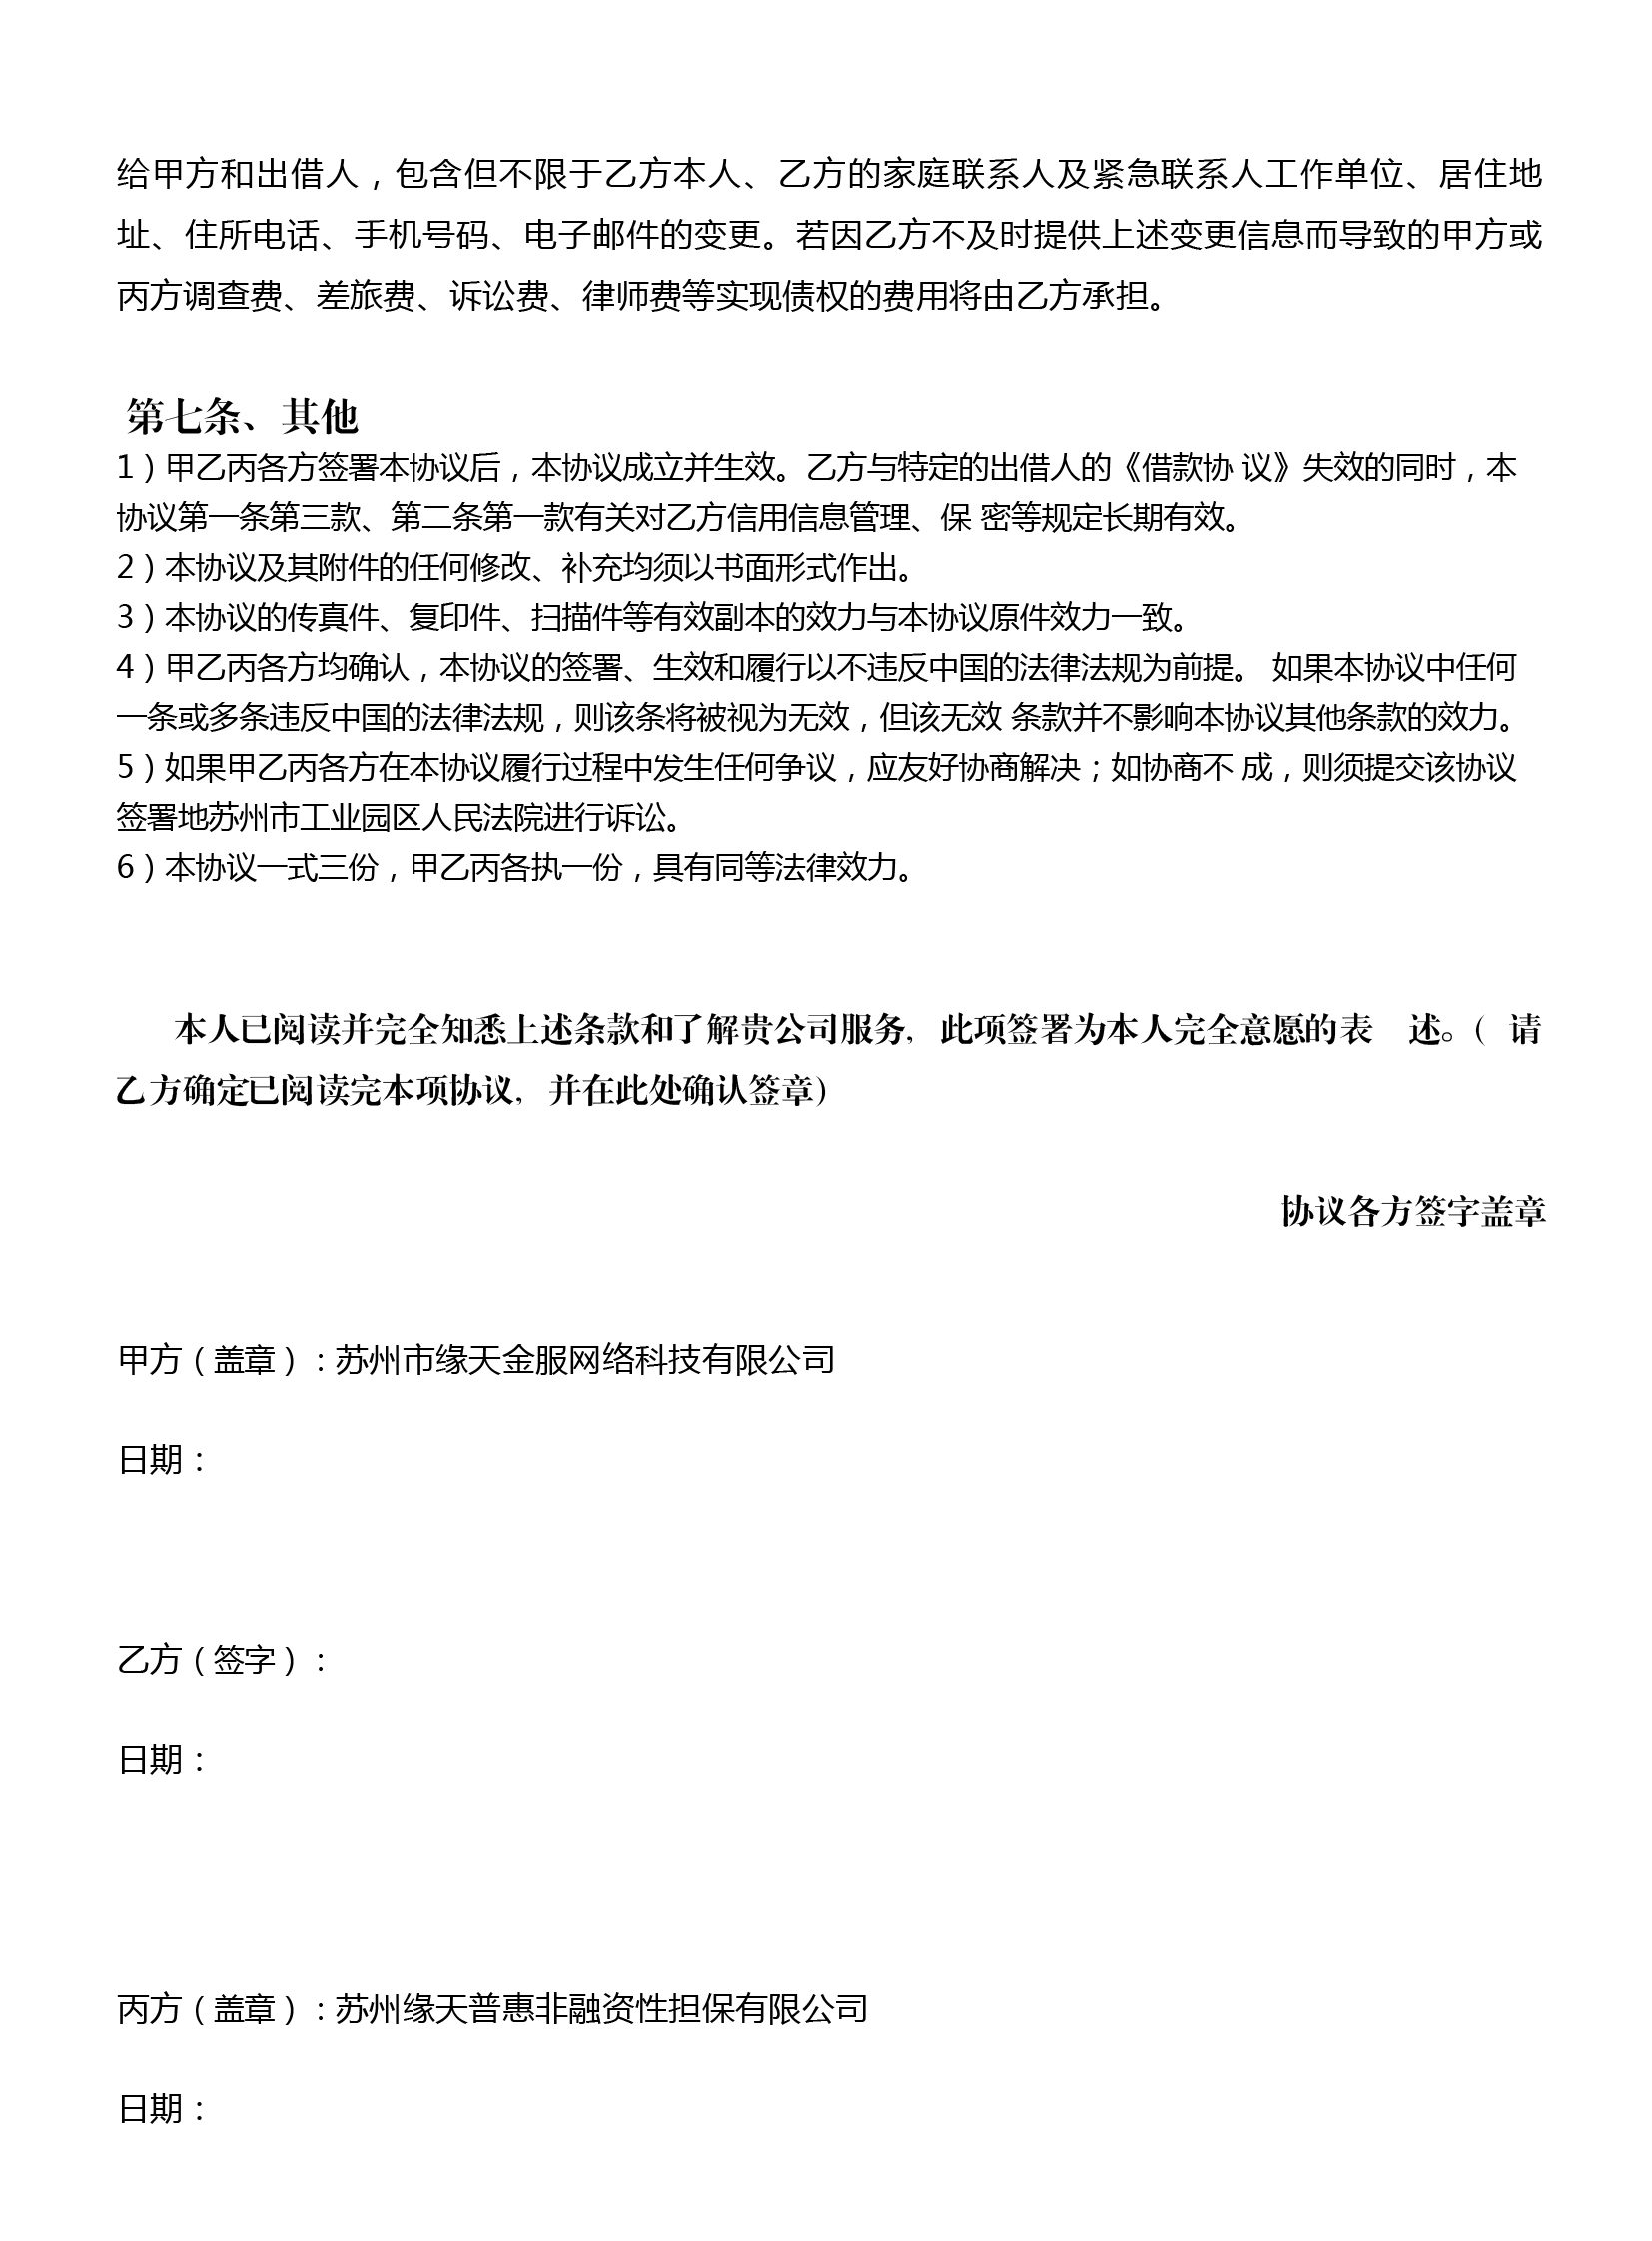 给甲方和出借人，包含但不限于乙方本人、乙方的家庭联系人及紧急联系人工作单位、居住地
址、住所电话、手机号码、电子邮件的变更。若因乙方不及时提供上述变更信息而导致的甲方或
丙方调查费、差旅费、诉讼费、律师费等实现债权的费用将由乙方承担。
第七条、其他
1）甲乙丙各方签署本协议后，本协议成立并生效。乙方与特定的出借人的《借款协 议》失效的同时，本
协议第一条第三款、第二条第一款有关对乙方信用信息管理、保 密等规定长期有效。
2）本协议及其附件的任何修改、补充均须以书面形式作出。
3）本协议的传真件、复印件、扫描件等有效副本的效力与本协议原件效力一致。
4）甲乙丙各方均确认，本协议的签署、生效和履行以不违反中国的法律法规为前提。 如果本协议中任何
一条或多条违反中国的法律法规，则该条将被视为无效，但该无效 条款并不影响本协议其他条款的效力。
5）如果甲乙丙各方在本协议履行过程中发生任何争议，应友好协商解决；如协商不 成，则须提交该协议
签署地苏州市工业园区人民法院进行诉讼。
6）本协议一式三份，甲乙丙各执一份，具有同等法律效力。
本人已阅读并完全知悉上述条款和了解贵公司服务，此项签署为本人完全意愿的表 述。（ 请
乙方确定已阅读完本项协议，并在此处确认签章）
协议各方签字盖章
甲方（盖章）：苏州市缘天金服网络科技有限公司
日期：
乙方（签字）：
日期：
丙方（盖章）：苏州缘天普惠非融资性担保有限公司
日期：